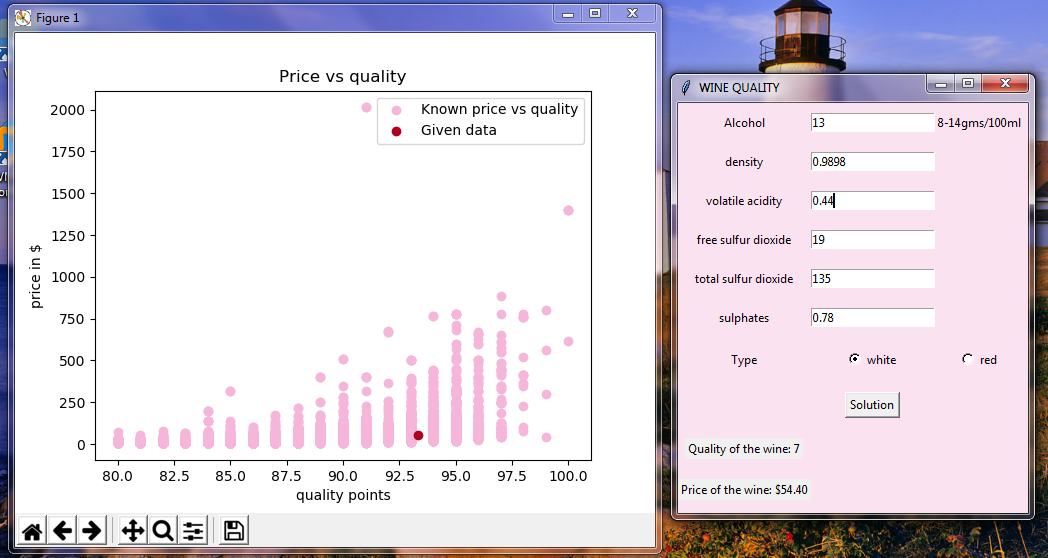 Figure 1
Price vs quality
Known price vs quality
Given data
2000
1750
1500
1250
1000
750
500
250
0
price in $
80.0 82.5 85.0 87.5 90.0 92.5 95.0 97.5 100.0
quality points
WINE QUALITY
Alcohol 13 8-14gms/100ml
density 0.9898
volatile acidity 0.44
free sulfur dioxide 19
total sulfur dioxide 135
sulphates 0.78
Type white red
Solution
Quality of the wine: 7
Price of the wine: $54.40